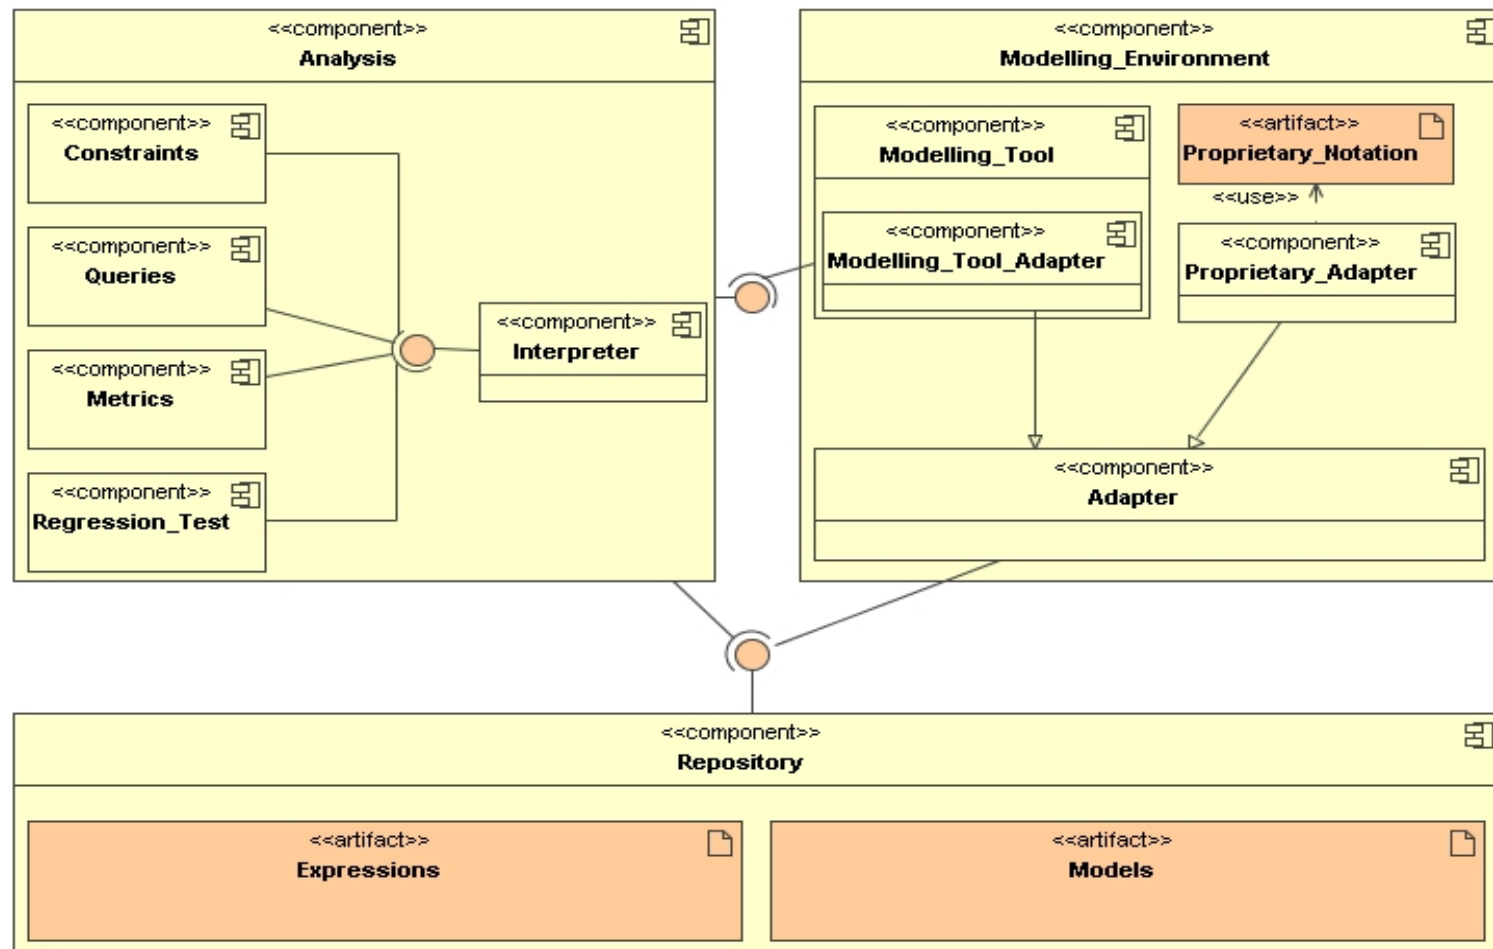 <<component>>
Analysis
<<component>>
Constraints
<<component>>
Queries
<<component>>
Metrics
<<component>>
Regression_Test
<<component>>
Interpreter
<<component>>
Modelling_Environment
<<component>>
Modelling_Tool
<<component>>
Modelling_Tool_Adapter
<<artifact>>
Proprietary_Notation
<<use>>
<<component>>
Proprietary_Adapter
<<component>>
Adapter
<<component>>
Repository
<<artifact>>
Expressions
<<artifact>>
Models